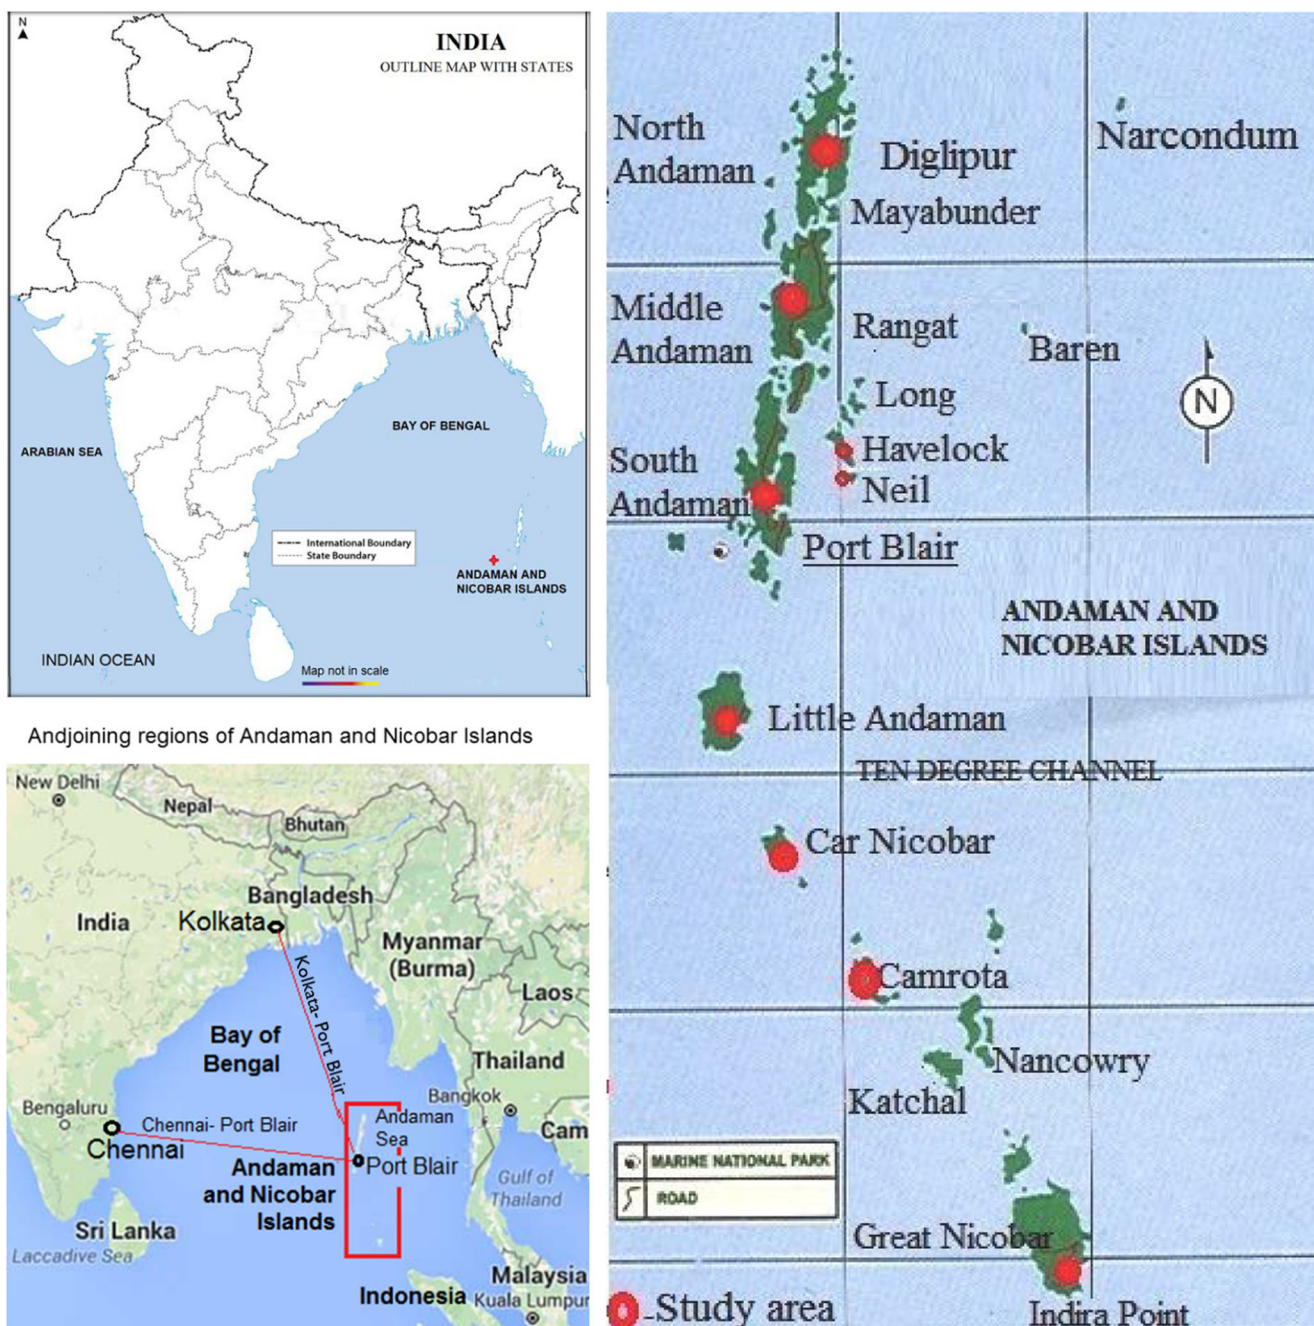 N
INDIA
OUTLINE MAP WITH STATES
ARABIAN SEA
BAY OF BENGAL
International Boundary
State Boundary
ANDAMAN AND
NICOBAR ISLANDS
INDIAN OCEAN
Map not in scale
Andjoining regions of Andaman and Nicobar Islands
New Delhi
Nepal
Bhutan
Bangladesh
India
Kolkata
Myanmar
(Burma)
Laos
Kolkata- Port Blair
Bay of
Bengal
Thailand
Bengaluru
Bangkok
Chennai- Port Blair
Andaman
Sea
Cam
Chennai
Port Blair
Andaman
and Nicobar
Islands
Gulf of
Thailand
Sri Lanka
Laccadive Sea
Malaysia
Indonesia
Kuala Lumpur
North
Andaman
Diglipur
Narcondum
Mayabunder
Middle
Andaman
Rangat
Baren
N
Long
Havelock
South
Andaman
Neil
Port Blair
ANDAMAN AND
NICOBAR ISLANDS
Little Andaman
TEN DEGREE CHANNEL
Car Nicobar
Camrota
Nancowry
Katchal
MARINE NATIONAL PARK
ROAD
Great Nicobar
Indira Point
-Study area